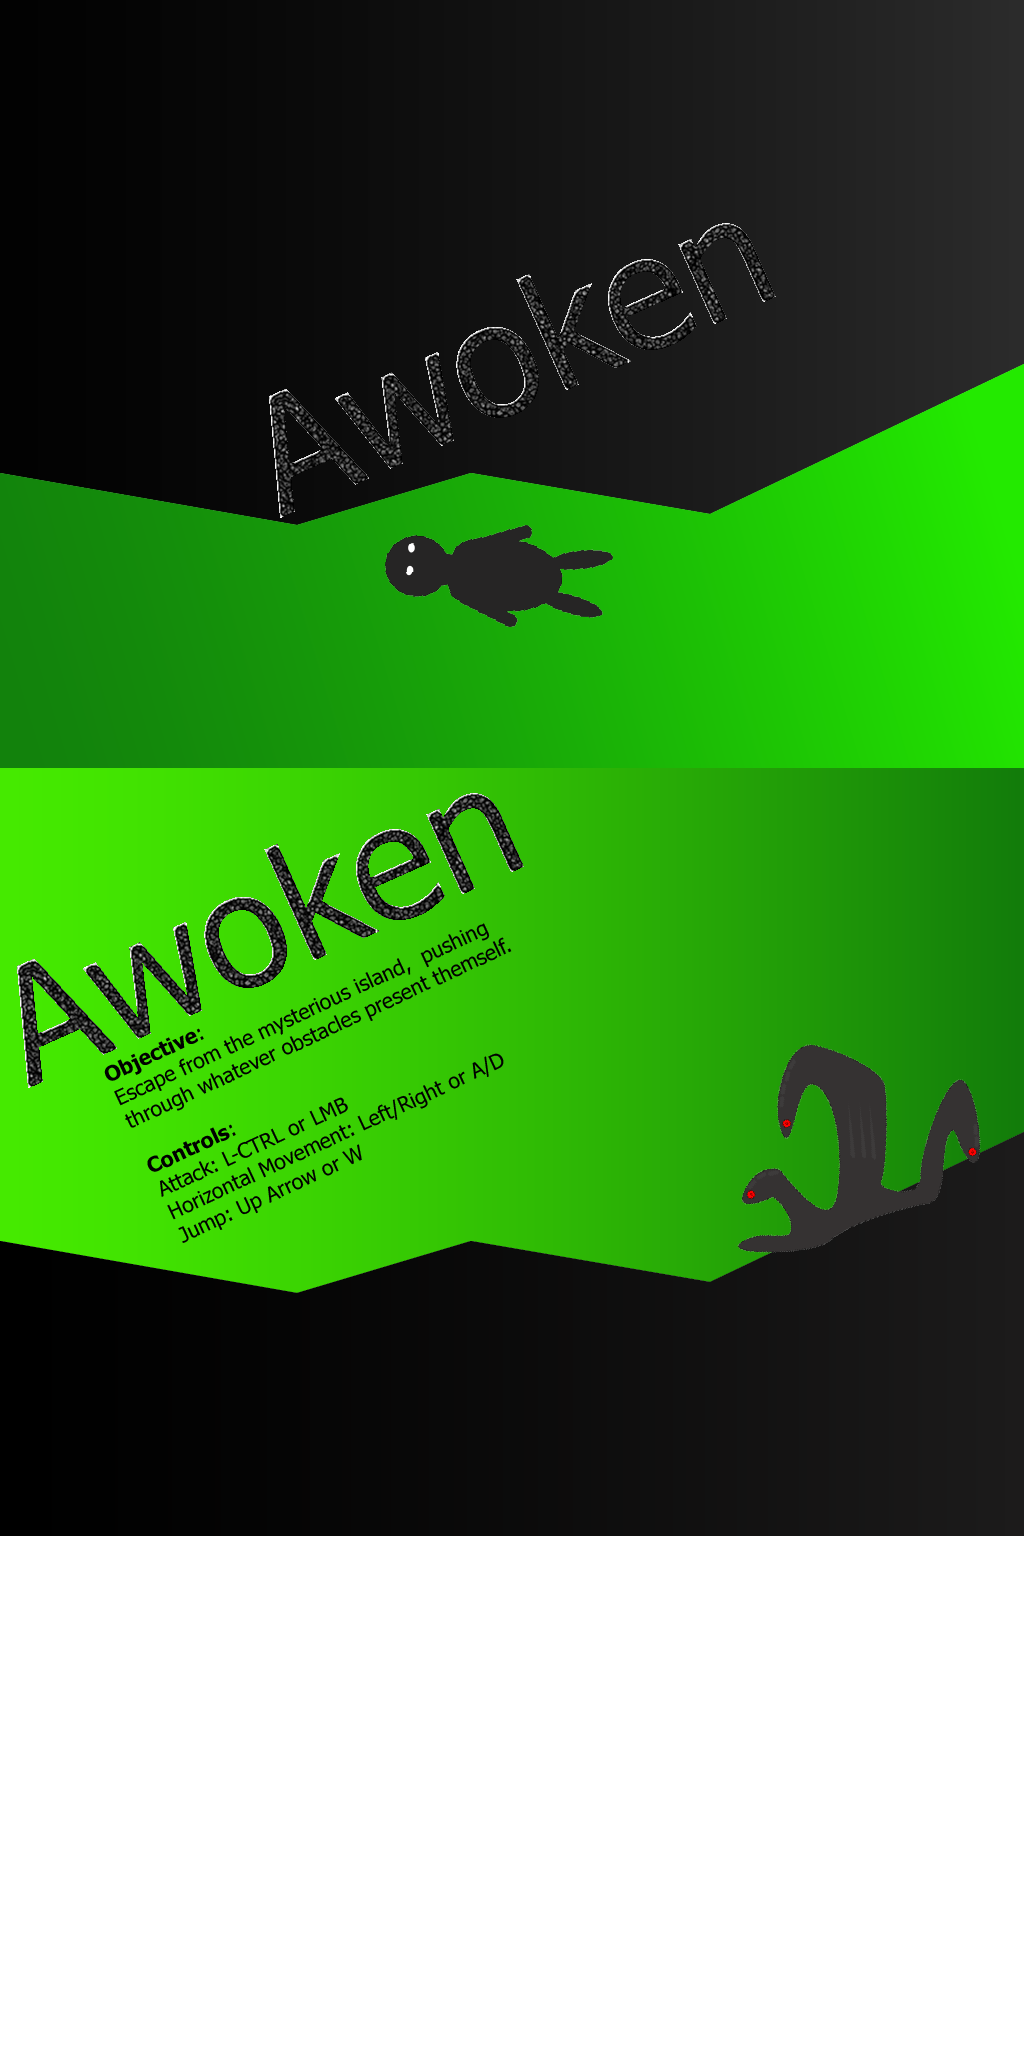 Awoken
Awoken
Objective:
Escape from the mysterious island,  pushing
through whatever obstacles present themself.
Controls:
Attack: L-CTRL or LMB
Horizontal Movement: Left/Right or A/D
Jump: Up Arrow or W